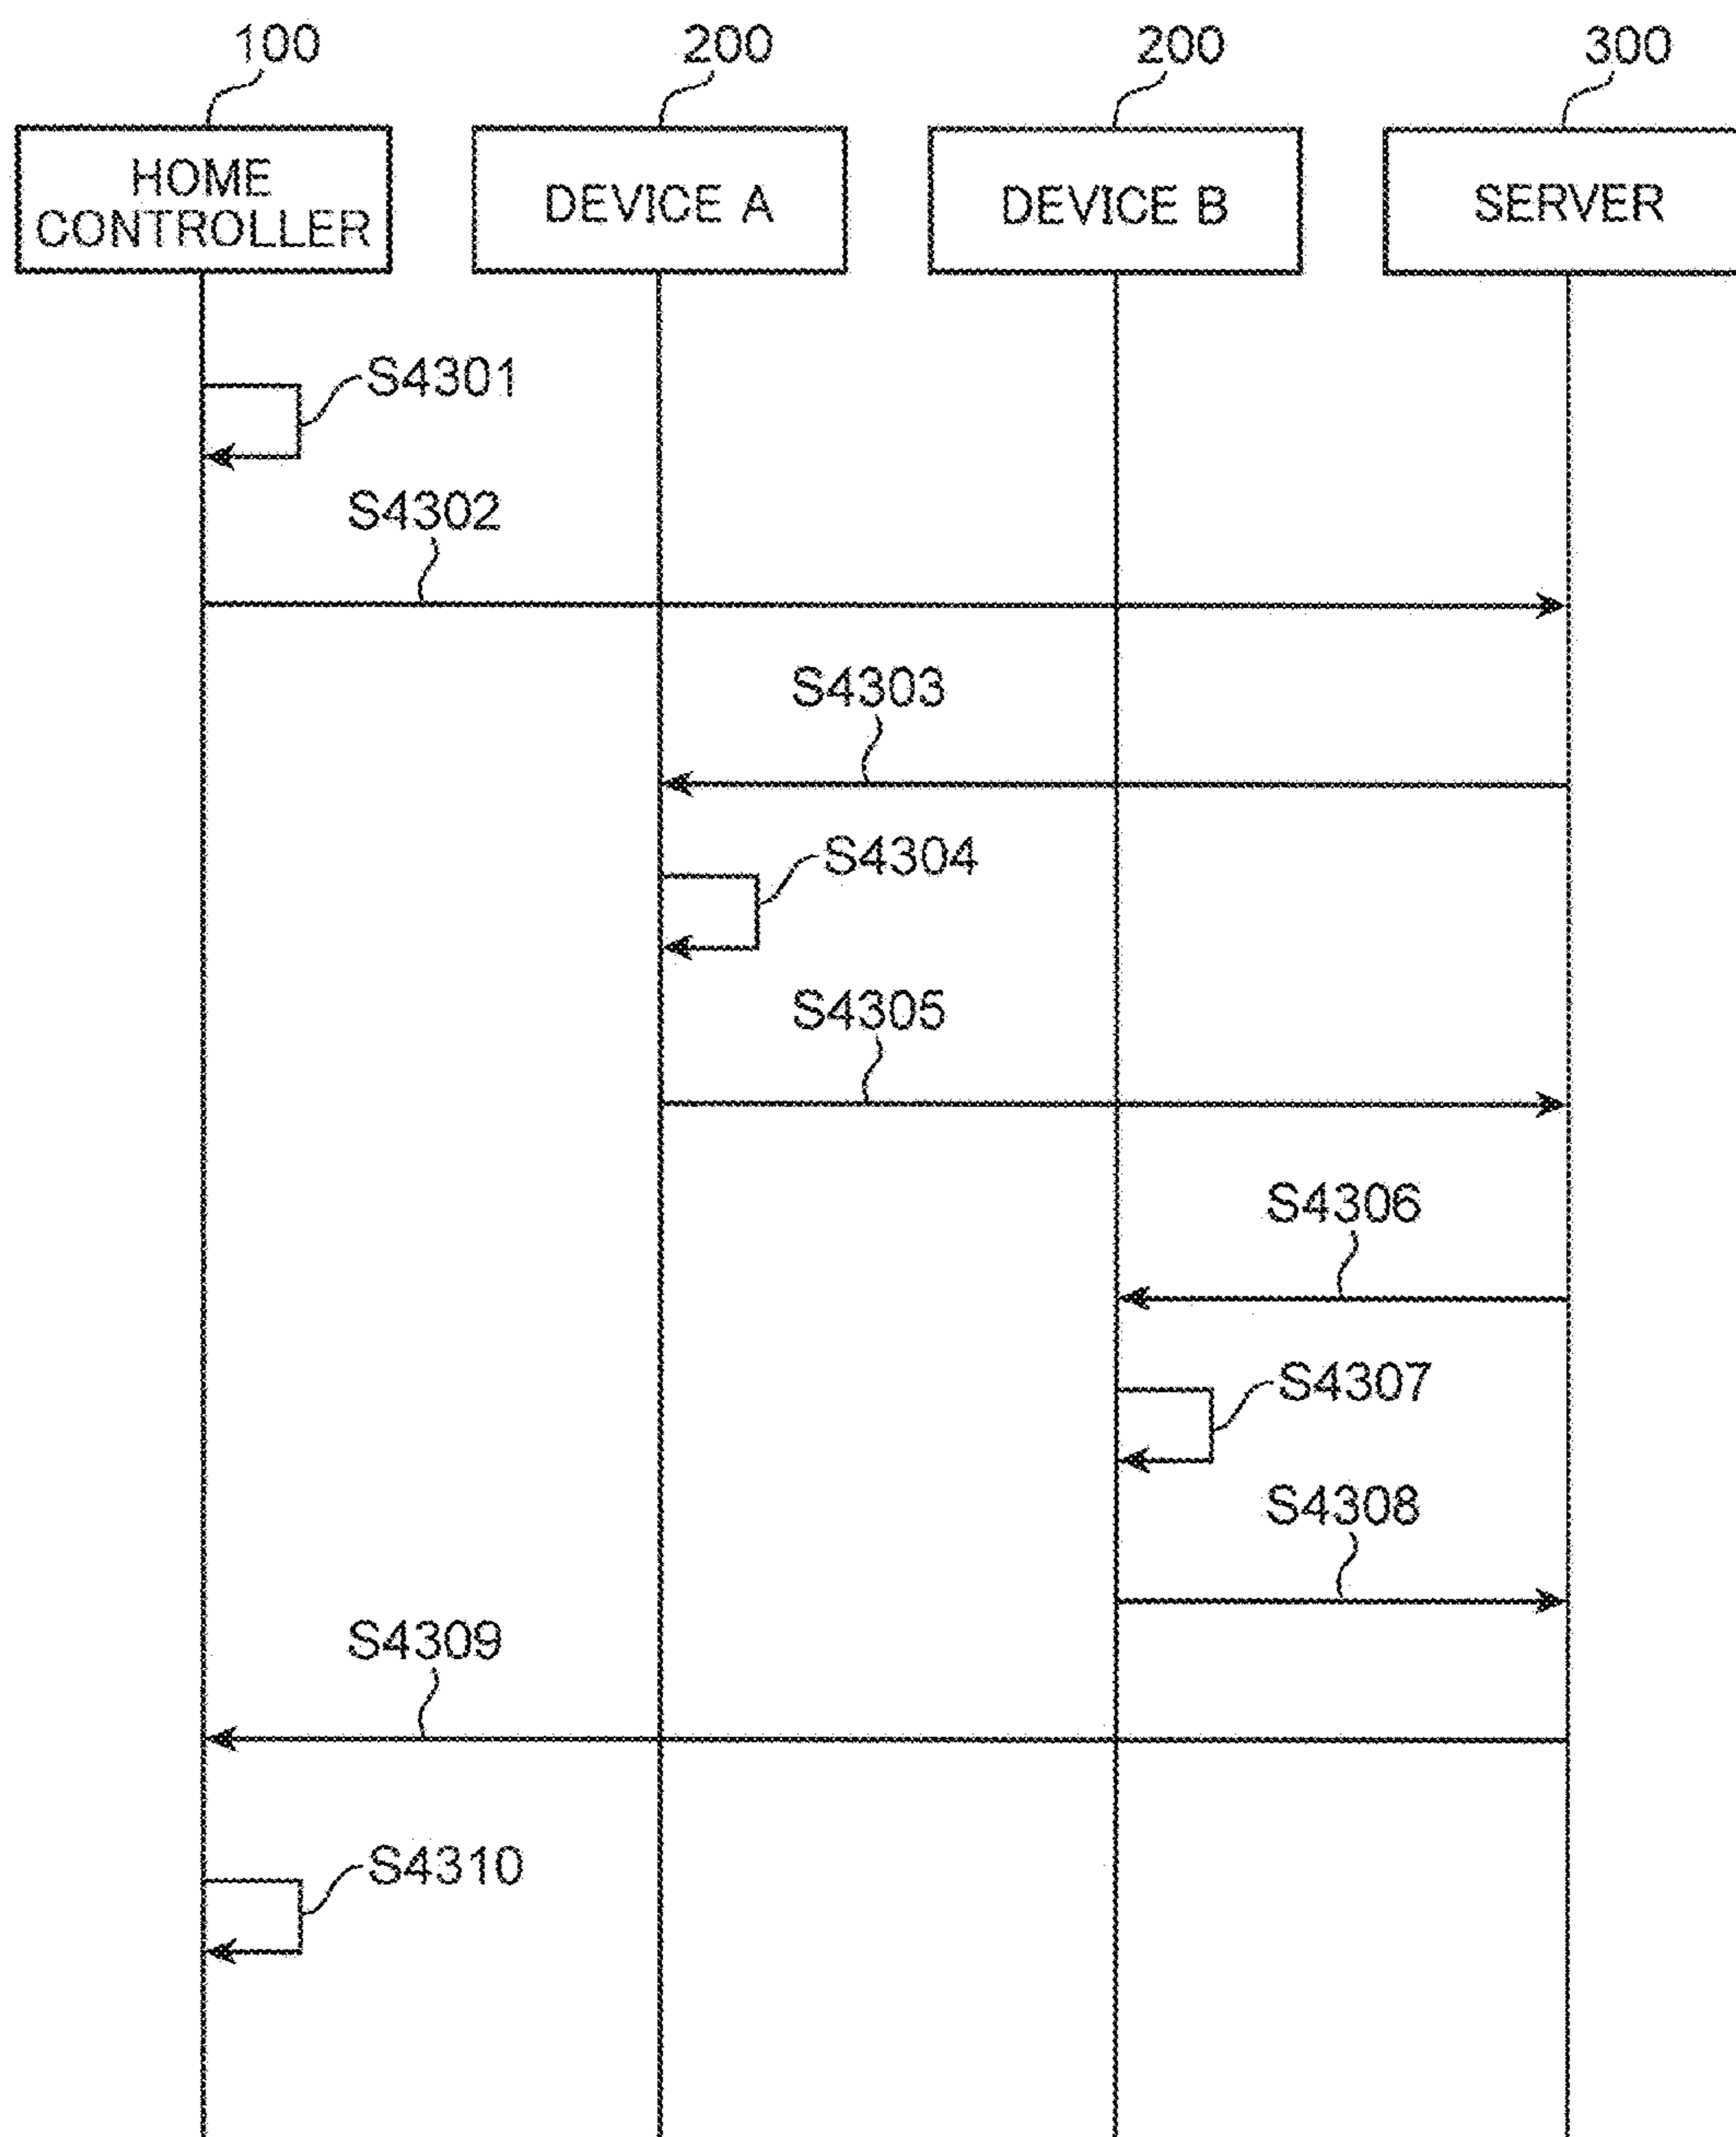 100
200
200
300
HOME
CONTROLLER
DEVICE A
DEVICE B
SERVER
S4301
S4302
S4303
S4304
S4305
S4306
S4307
S4308
S4309
S4310